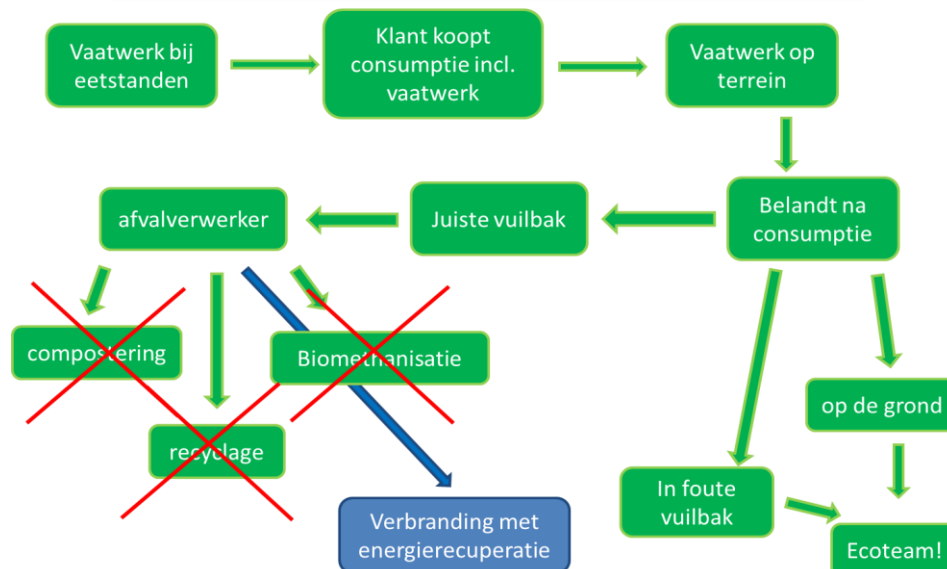 Vaatwerk bij
eetstanden
Klant koopt
consumptie incl.
vaatwerk
Vaatwerk op
terrein
Belandt na
consumptie
Juiste vuilbak
afvalverwerker
compostering
recyclage
Biomethanisatie
Verbranding met
energierecuperatie
op de grond
In foute
vuilbak
Ecoteam!